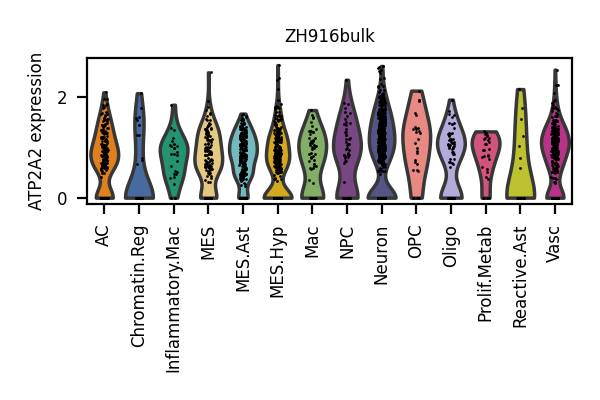 ZH916bulk
ATP2A2 expression
2
0
AC
Chromatin.Reg
Inflammatory.Mac
MES
MES.Ast
MES.Hyp
Mac
NPC
Neuron
OPC
Oligo
Prolif.Metab
Reactive.Ast
Vasc